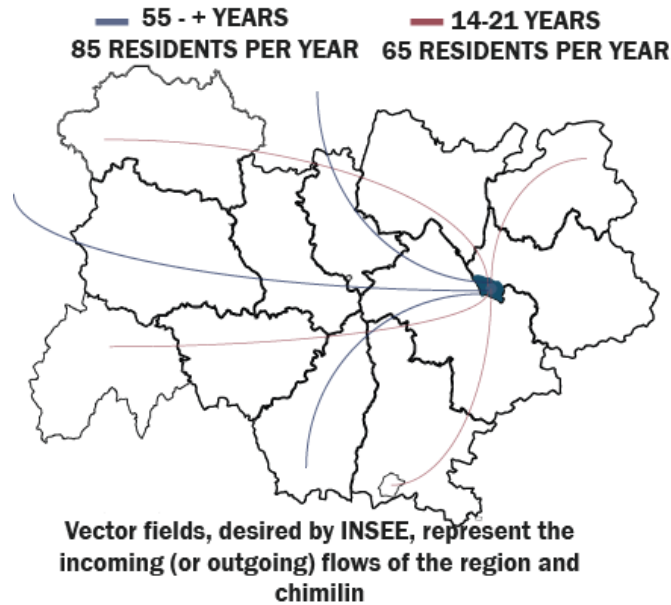 55 - + YEARS
85 RESIDENTS PER YEAR
14-21 YEARS
65 RESIDENTS PER YEAR
Vector fields, desired by INSEE, represent the
incoming (or outgoing) flows of the region and
chimilin